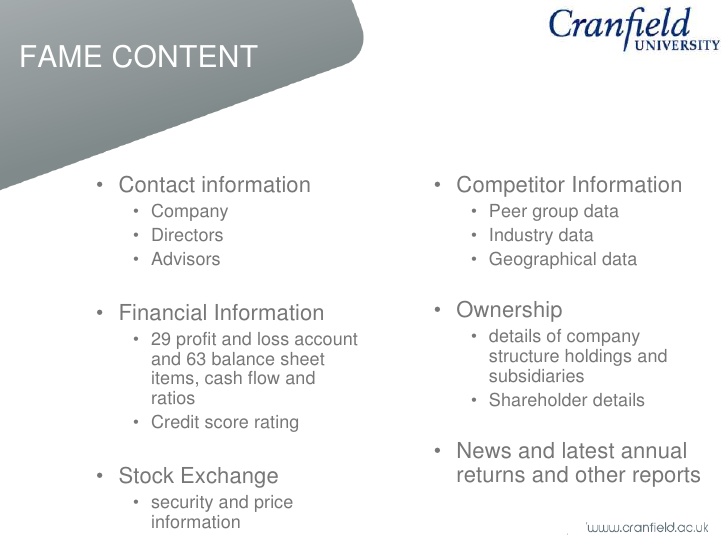 FAME CONTENT
Cranfield
UNIVERSITY
• Contact information
• Company
• Directors
• Advisors
• Financial Information
• 29 profit and loss account
and 63 balance sheet
items, cash flow and
ratios
• Credit score rating
• Stock Exchange
• security and price
information
• Competitor Information
• Peer group data
• Industry data
• Geographical data
• Ownership
• details of company
structure holdings and
subsidiaries
• Shareholder details
• News and latest annual
returns and other reports
www.cranfield.ac.uk